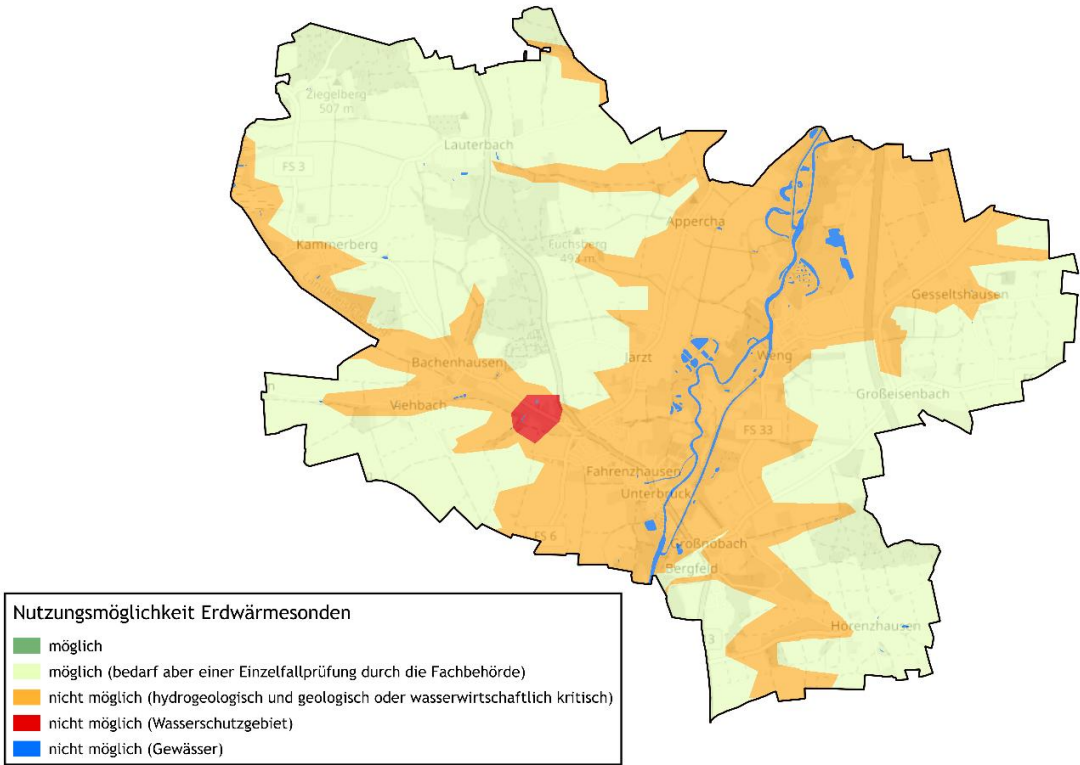 Ziegelberg
507 m
Lauterbach
FS 3
Appercha
Kammerberg
Fuchsberg
493 m
Gesseltshausen
Jarzt
Weng
Bachenhausen
Großeisenbach
Viehbach
FS 33
Fahrenzhausen
Unterbruck
FS 6
Großnöbach
Bergfeld
Hörenzhausen
Nutzungsmöglichkeit Erdwärmesonden
möglich
möglich (bedarf aber einer Einzelfallprüfung durch die Fachbehörde)
nicht möglich (hydrogeologisch und geologisch oder wasserwirtschaftlich kritisch)
nicht möglich (Wasserschutzgebiet)
nicht möglich (Gewässer)